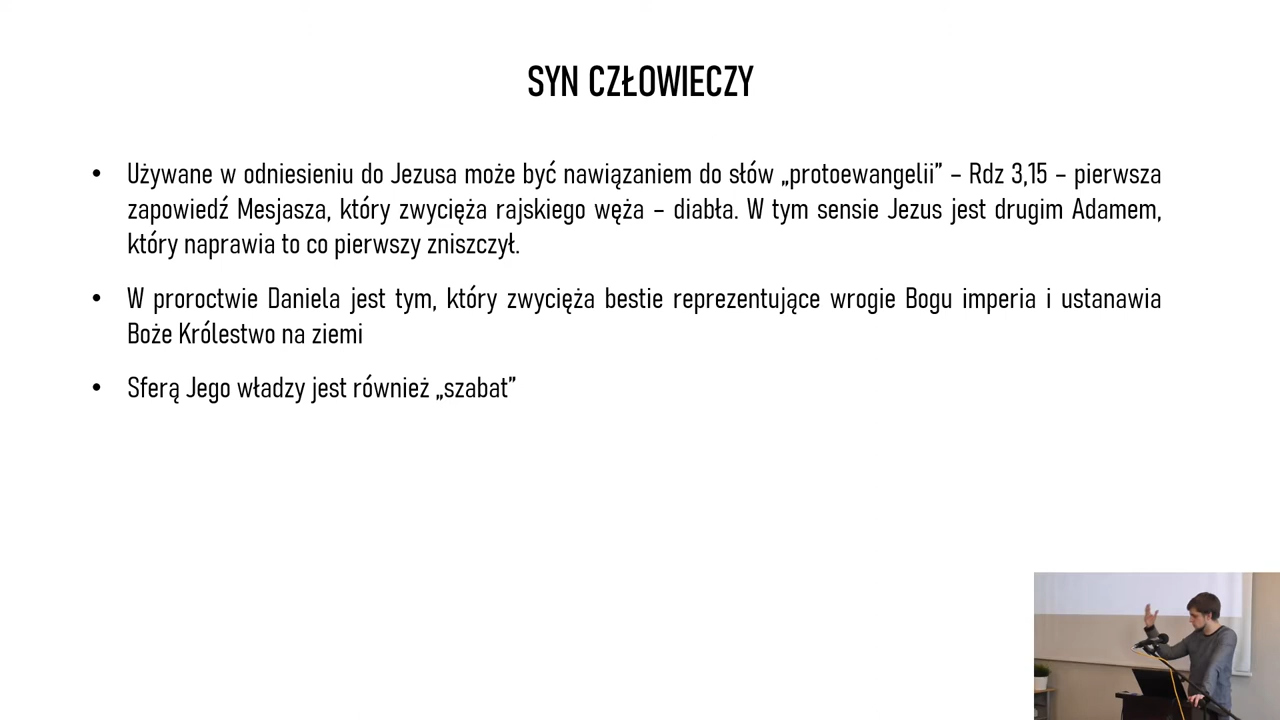 SYN CZŁOWIECZY
• Używane w odniesieniu do Jezusa może być nawiązaniem do słów „protoewangelii” – Rdz 3,15 – pierwsza
zapowiedź Mesjasza, który zwycięża rajskiego węża – diabła. W tym sensie Jezus jest drugim Adamem,
który naprawia to co pierwszy zniszczył.
• W proroctwie Daniela jest tym, który zwycięża bestie reprezentujące wrogie Bogu imperia i ustanawia
Boże Królestwo na ziemi
• Sferą Jego władzy jest również „szabat”